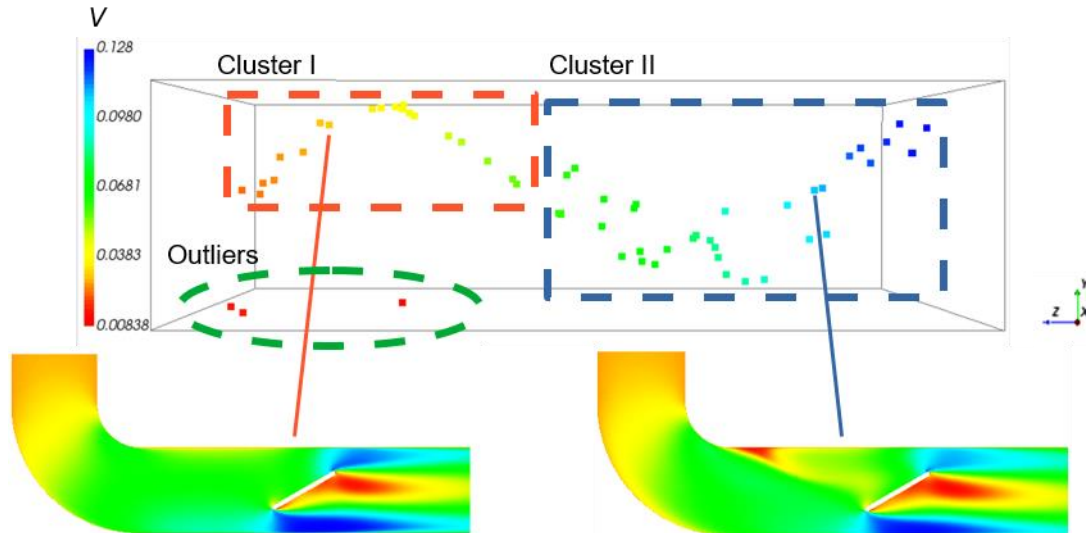 V
0.128
0.0980
0.0681
0.0383
0.00838
Cluster I
Cluster II
Outliers
Y
Z
X